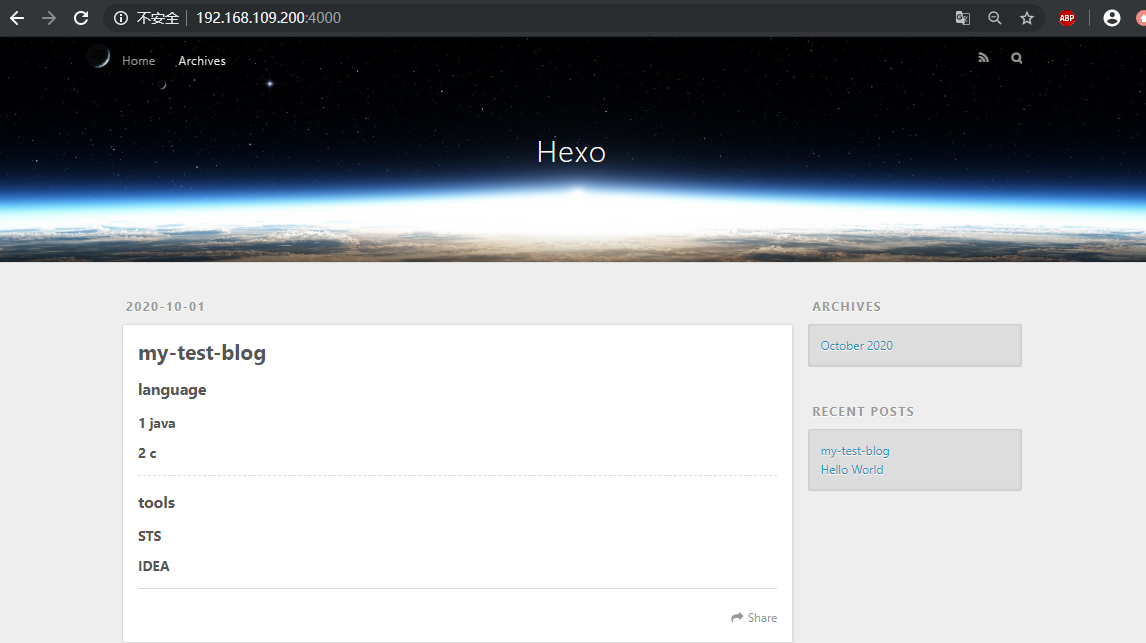 不安全 192.168.109.200:4000
ABP
Home Archives
Hexo
2020-10-01
my-test-blog
language
1 java
2 c
tools
STS
IDEA
Share
ARCHIVES
October 2020
RECENT POSTS
my-test-blog
Hello World